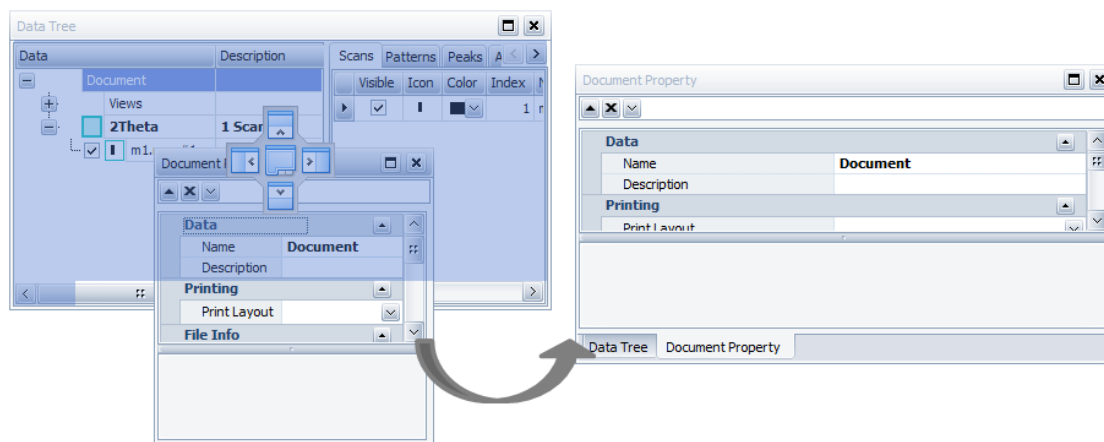 Data Tree
Data Description
Scans Patterns Peaks A
Document
Visible Icon Color Index
Views
1
2Theta 1 Scan
m1.
Document
Data
Name Document
Description
Printing
Print Layout
File Info
Document Property
Data
Name Document
Description
Printing
Print Layout
Data Tree Document Property